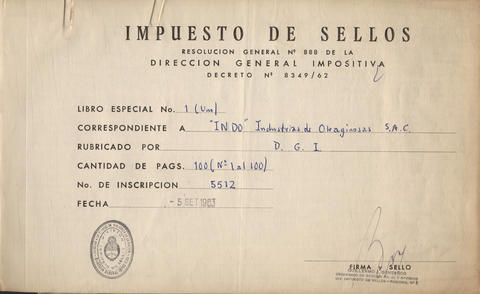 IMPUESTO DE SELLOS
RESOLUCION GENERAL Nº 888 DE LA
DIRECCION GENERAL IMPOSITIVA
DECRETO Nº 8349/62
LIBRO ESPECIAL No. 1 (Uno)
CORRESPONDIENTE A "INDO" Industrias de Oleaginosas S.A.C.
RUBRICADO POR D. G. I.
CANTIDAD DE PAGS. 100 (Nº 1 al 100)
No. DE INSCRIPCION 5512
FECHA - 5 SET 1963
FIRMA y SELLO